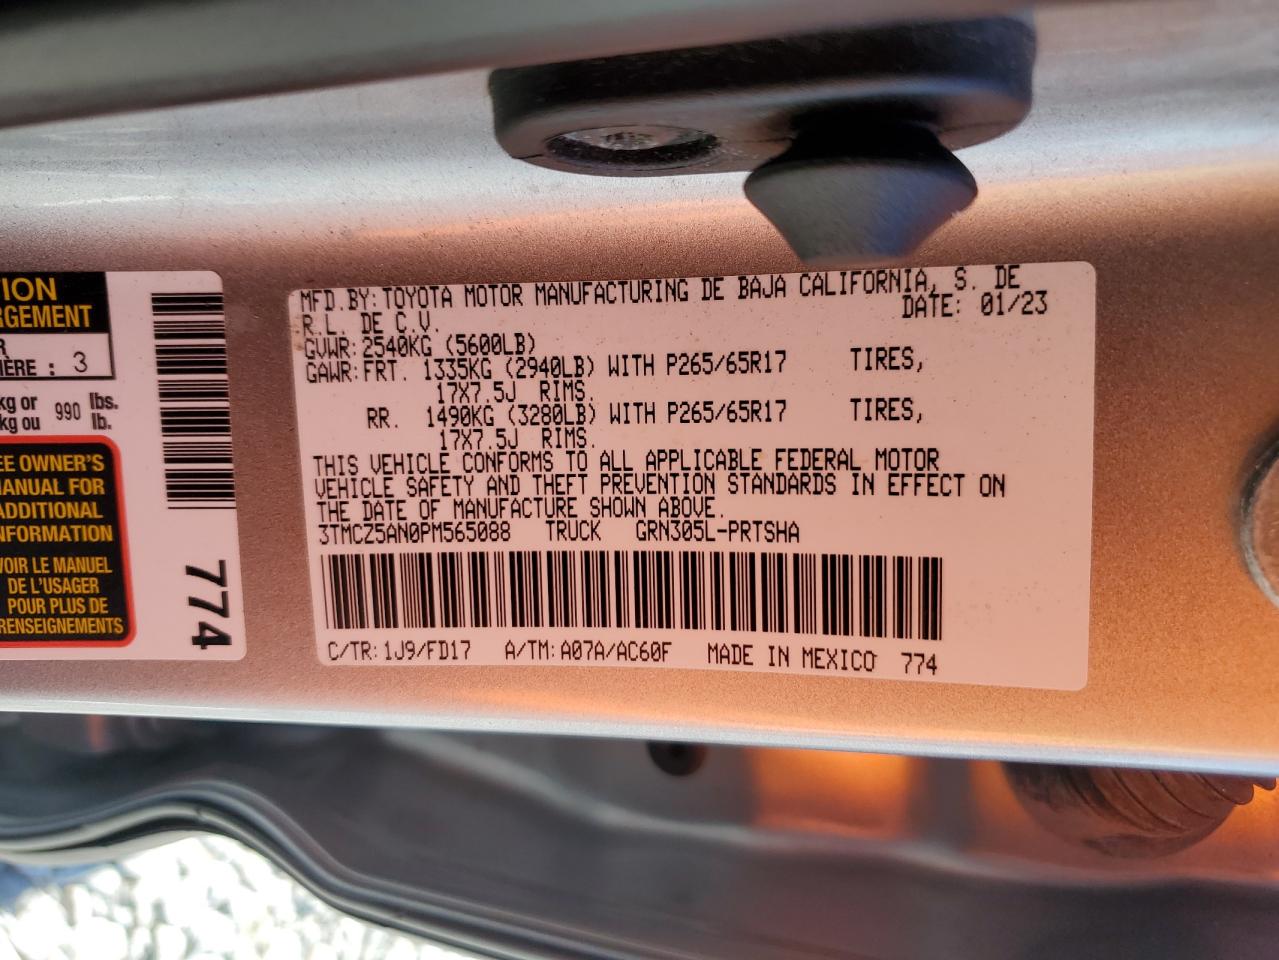 TION
RGEMENT
R
IÈRE : 3
kg or 990 lbs.
kg ou lb.
EE OWNER'S
MANUAL FOR
ADDITIONAL
NFORMATION
VOIR LE MANUEL
DE L'USAGER
POUR PLUS DE
RENSEIGNEMENTS
774
MFD.BY:TOYOTA MOTOR MANUFACTURING DE BAJA CALIFORNIA, S. DE
R.L. DE C.V. DATE: 01/23
GVWR:2540KG (5600LB)
GAWR:FRT. 1335KG (2940LB) WITH P265/65R17 TIRES,
17X7.5J RIMS.
RR. 1490KG (3280LB) WITH P265/65R17 TIRES,
17X7.5J RIMS.
THIS VEHICLE CONFORMS TO ALL APPLICABLE FEDERAL MOTOR
VEHICLE SAFETY AND THEFT PREVENTION STANDARDS IN EFFECT ON
THE DATE OF MANUFACTURE SHOWN ABOVE.
3TMCZ5AN0PM565088 TRUCK GRN305L-PRTSHA
C/TR:1J9/FD17 A/TM:A07A/AC60F MADE IN MEXICO 774